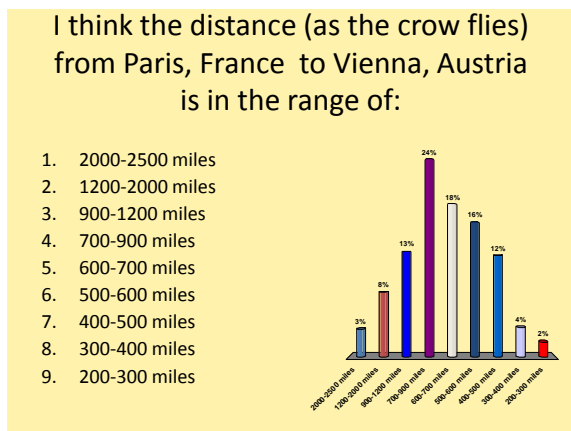 I think the distance (as the crow flies)
from Paris, France to Vienna, Austria
is in the range of:
1. 2000-2500 miles
2. 1200-2000 miles
3. 900-1200 miles
4. 700-900 miles
5. 600-700 miles
6. 500-600 miles
7. 400-500 miles
8. 300-400 miles
9. 200-300 miles
3%
8%
13%
24%
18%
16%
12%
4%
2%
2000-2500 miles
1200-2000 miles
900-1200 miles
700-900 miles
600-700 miles
500-600 miles
400-500 miles
300-400 miles
200-300 miles